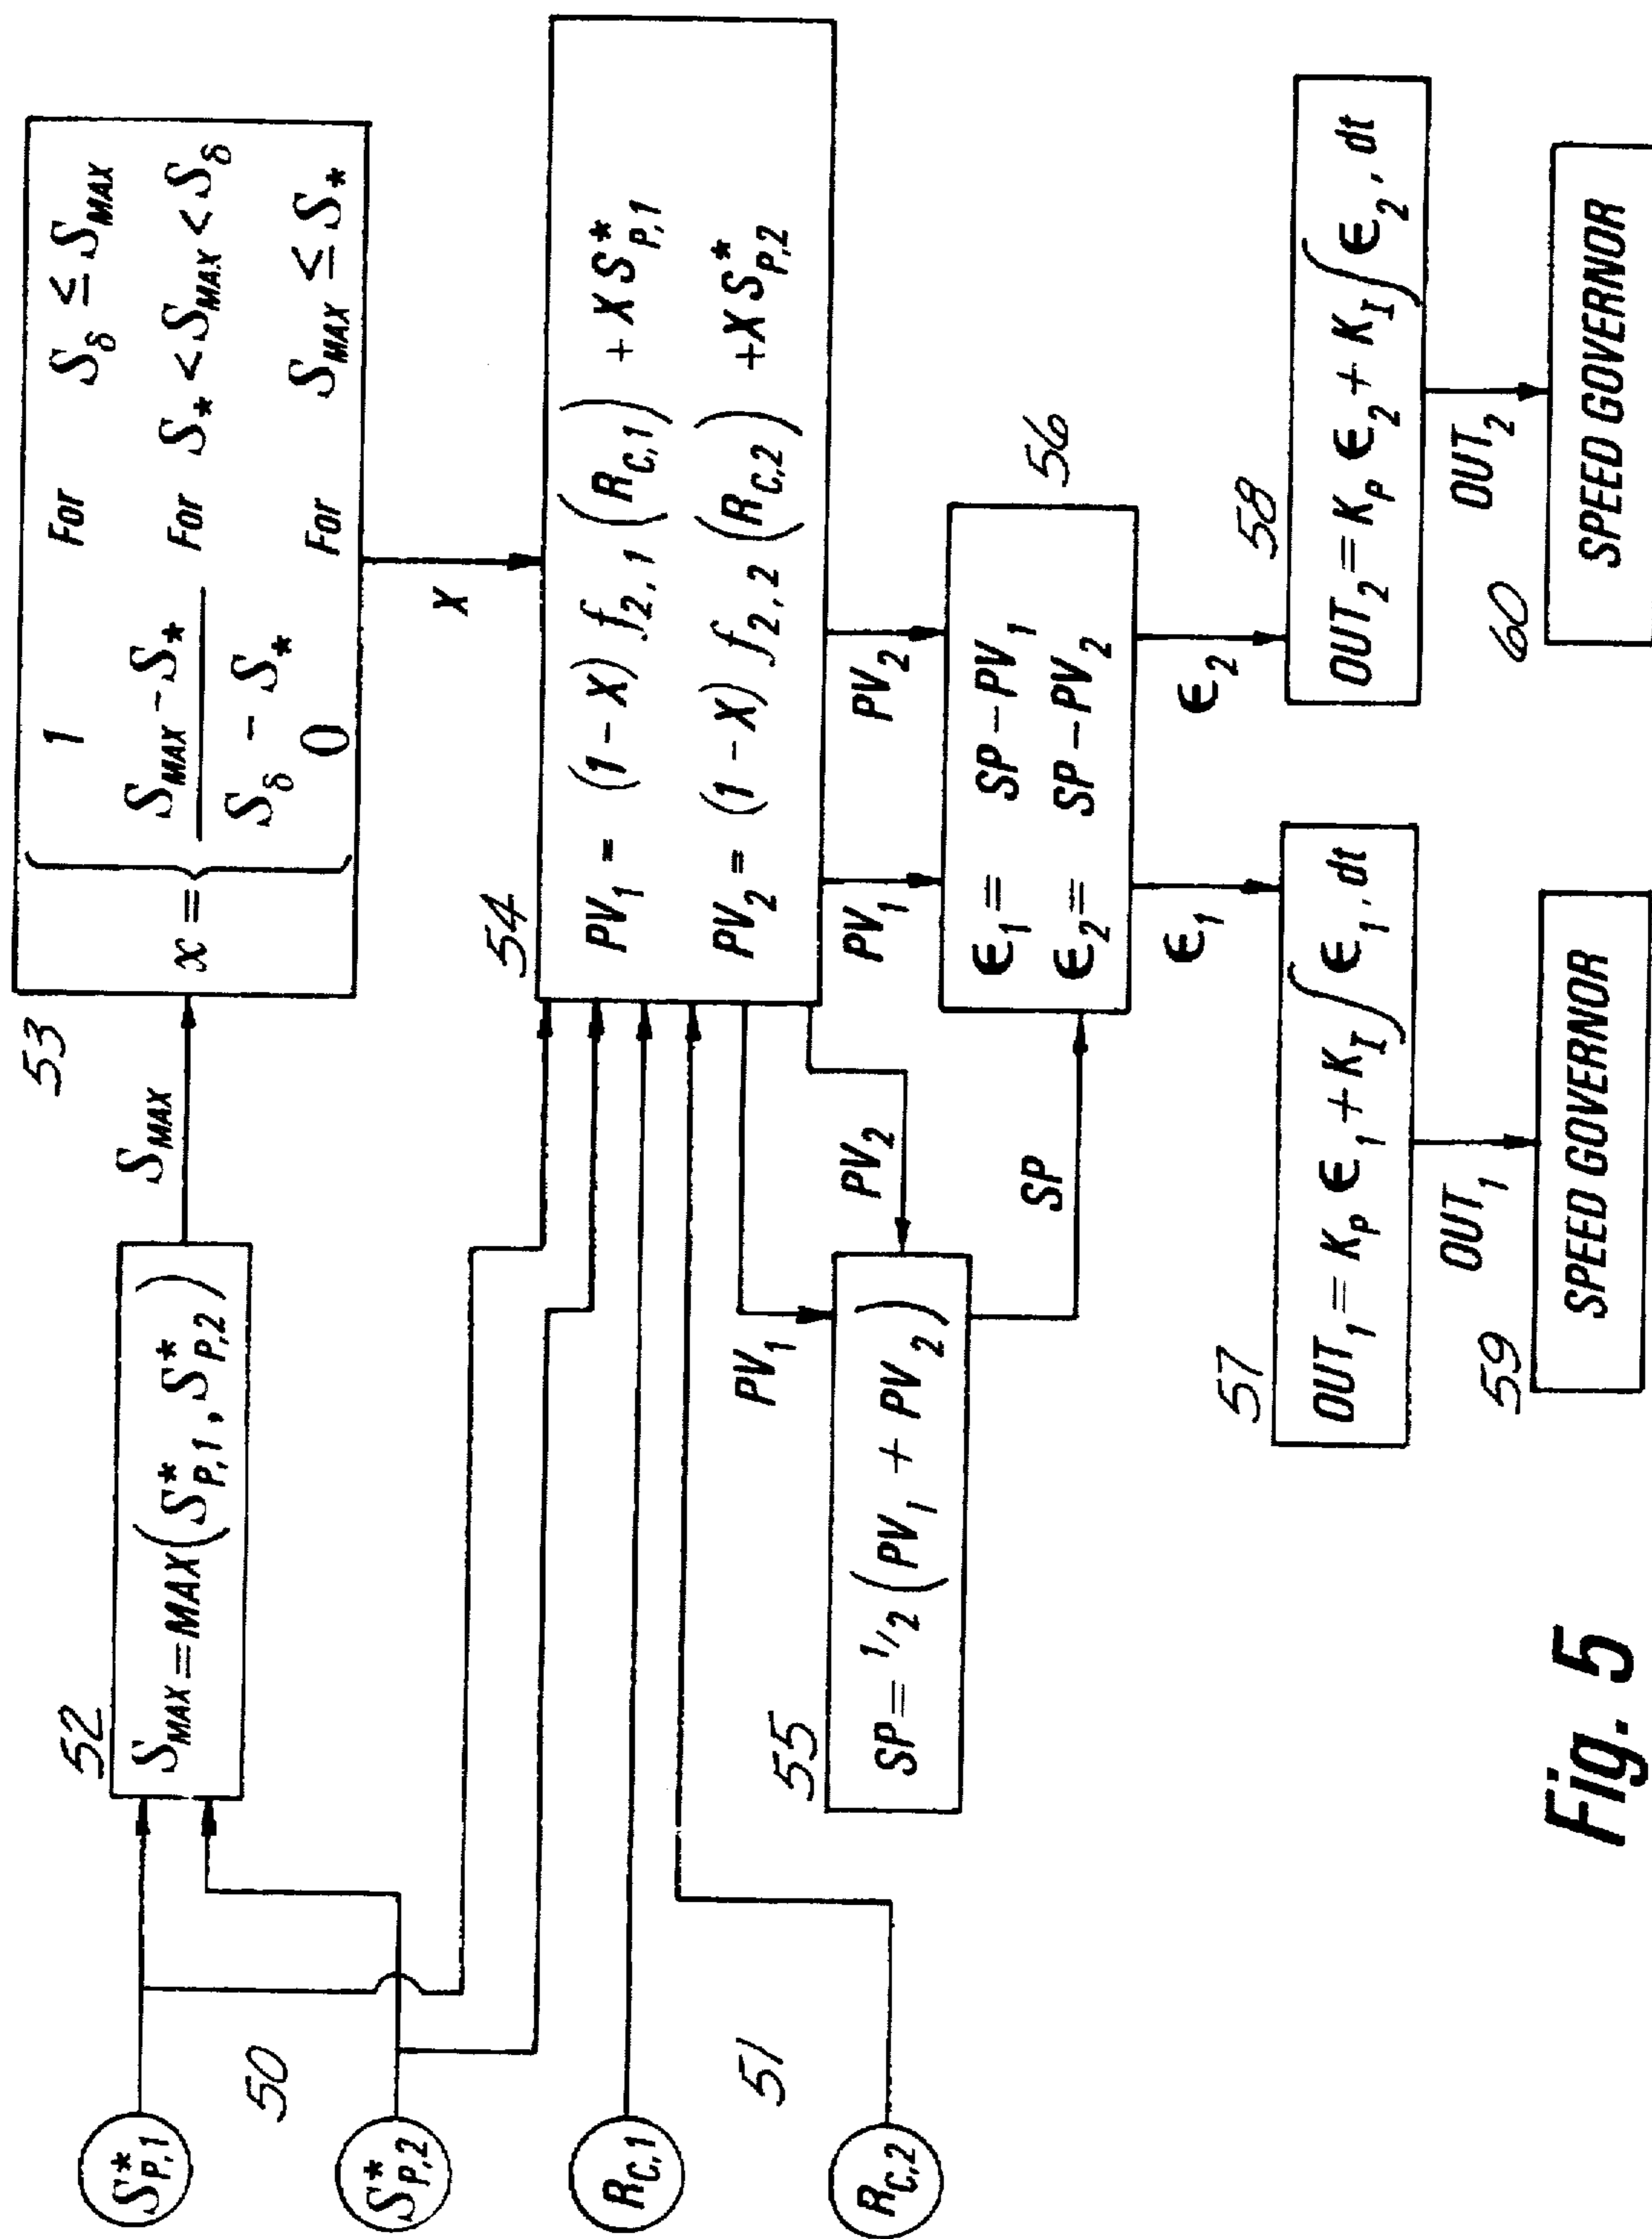 S*P,1
50
S*P,2
RC,1
51
RC,2
52
SMAX = MAX(S*P,1, S*P,2)
SMAX
53
x = {
1 For Sδ ≤ SMAX
SMAX - S* / Sδ - S* For S* < SMAX < Sδ
0 For SMAX ≤ S*
X
54
PV1 = (1-X) f2,1 (RC,1) + X S*P,1
PV2 = (1-X) f2,2 (RC,2) + X S*P,2
PV1
PV2
55
SP = 1/2 (PV1 + PV2)
SP
PV1
PV2
56
ϵ1 = SP - PV1
ϵ2 = SP - PV2
ϵ1
ϵ2
57
OUT1 = KP ϵ1 + KI ∫ ϵ1, dt
58
OUT2 = KP ϵ2 + KI ∫ ϵ2, dt
OUT1
OUT2
59
SPEED GOVERNOR
60
SPEED GOVERNOR
Fig. 5